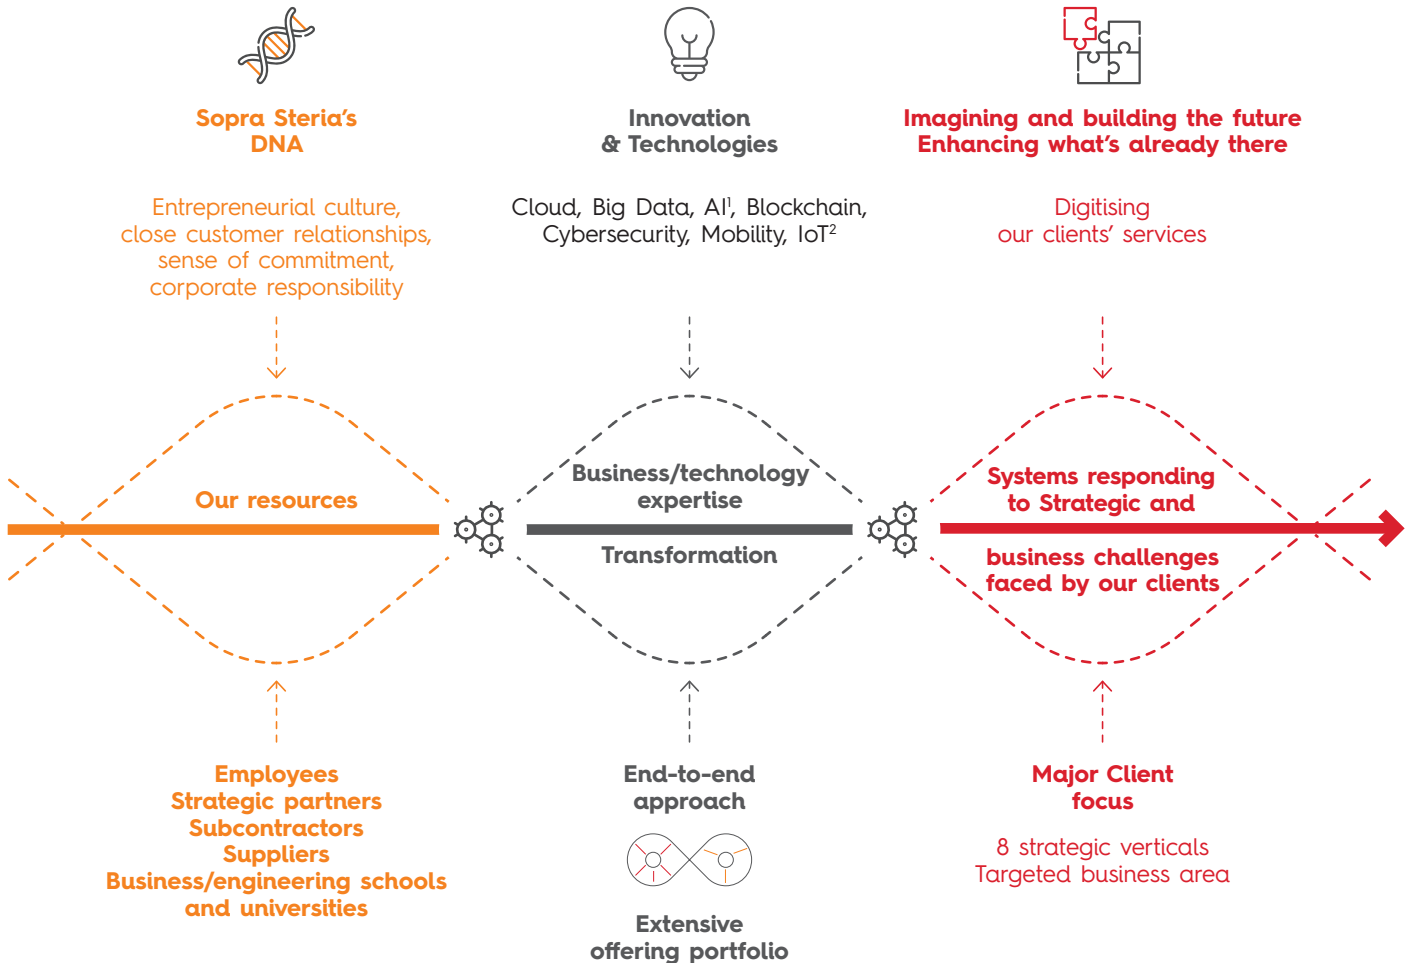 Sopra Steria's
DNA
Entrepreneurial culture,
close customer relationships,
sense of commitment,
corporate responsibility
Our resources
Employees
Strategic partners
Subcontractors
Suppliers
Business/engineering schools
and universities
Innovation
& Technologies
Cloud, Big Data, AI¹, Blockchain,
Cybersecurity, Mobility, IoT²
Business/technology
expertise
Transformation
End-to-end
approach
Extensive
offering portfolio
Imagining and building the future
Enhancing what's already there
Digitising
our clients' services
Systems responding
to Strategic and
business challenges
faced by our clients
Major Client
focus
8 strategic verticals
Targeted business area